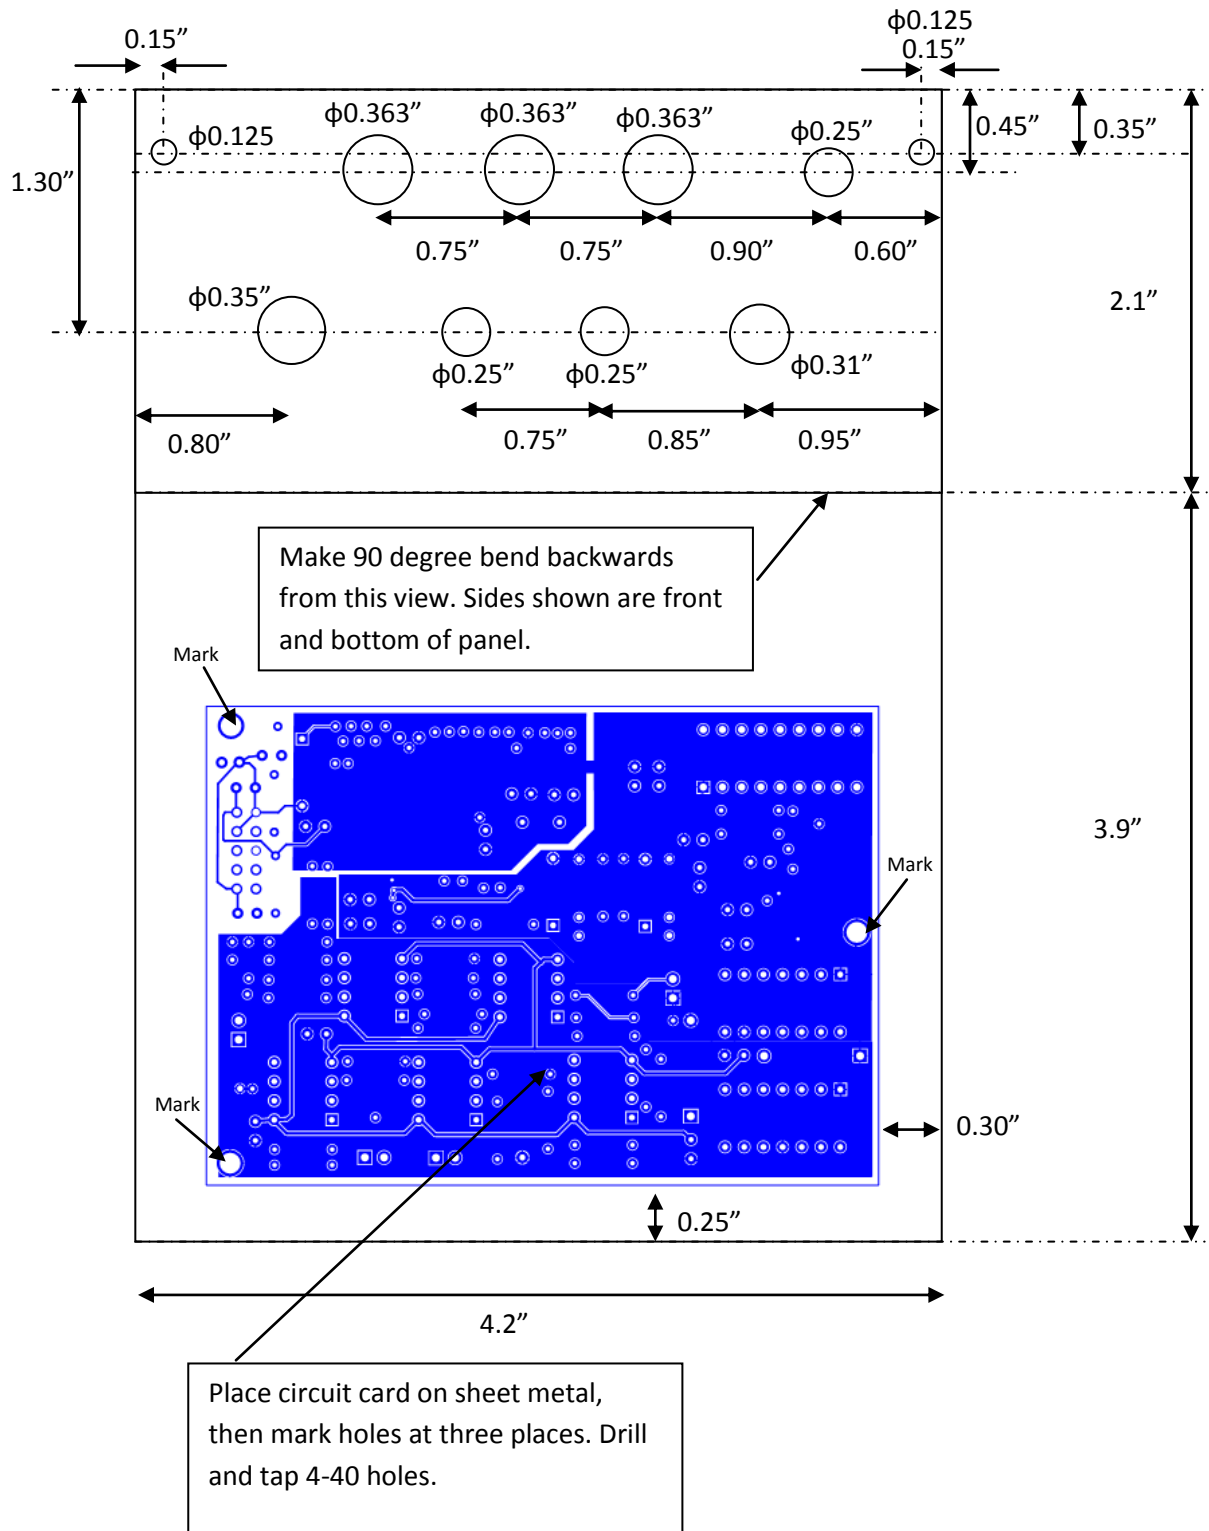 ϕ0.125
0.15”
0.15”
ϕ0.363”
ϕ0.363”
ϕ0.363”
ϕ0.25”
ϕ0.125
0.45”
0.35”
1.30”
0.75”
0.75”
0.90”
0.60”
ϕ0.35”
2.1”
ϕ0.25”
ϕ0.25”
ϕ0.31”
0.80”
0.75”
0.85”
0.95”
Make 90 degree bend backwards
from this view. Sides shown are front
and bottom of panel.
Mark
3.9”
Mark
Mark
0.30”
0.25”
4.2”
Place circuit card on sheet metal,
then mark holes at three places. Drill
and tap 4-40 holes.